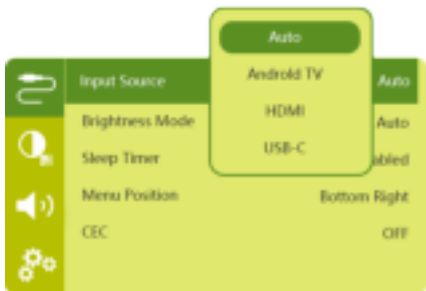 Auto
Input Source Auto
Android TV
HDMI
Brightness Mode Auto
USB-C
Sleep Timer abled
Menu Position Bottom Right
CEC OFF